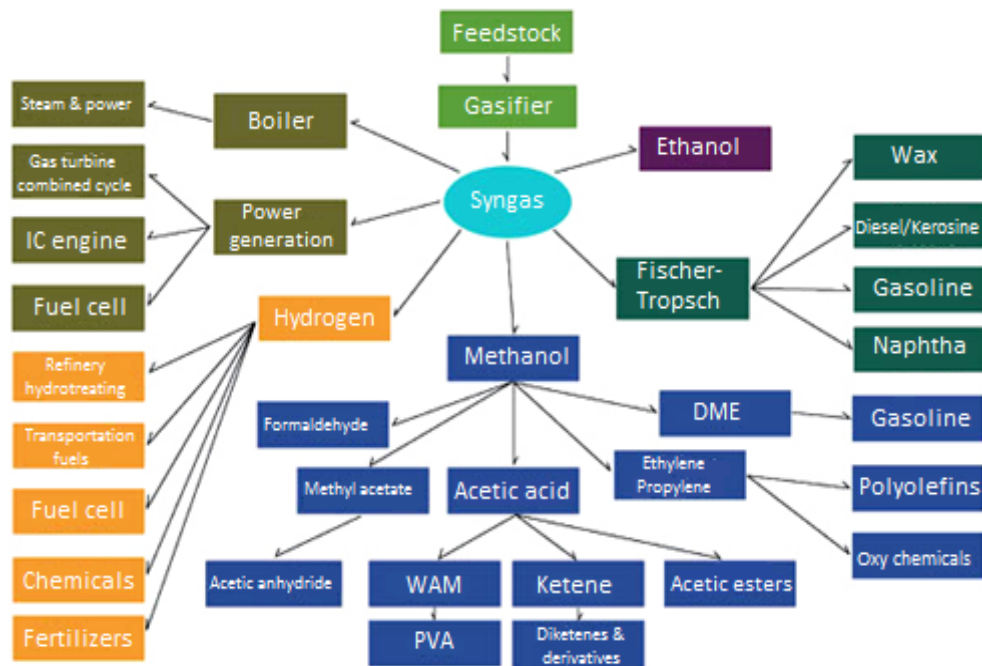 Feedstock
Gasifier
Steam & power
Boiler
Ethanol
Wax
Gas turbine
combined cycle
Syngas
Power
generation
Diesel/Kerosine
IC engine
Fischer-
Tropsch
Gasoline
Fuel cell
Hydrogen
Naphtha
Methanol
Refinery
hydrotreating
DME
Gasoline
Formaldehyde
Transportation
fuels
Ethylene
Propylene
Methyl acetate
Acetic acid
Polyolefins
Fuel cell
Oxy chemicals
Chemicals
Acetic anhydride
WAM
Ketene
Acetic esters
Fertilizers
PVA
Diketenes &
derivatives